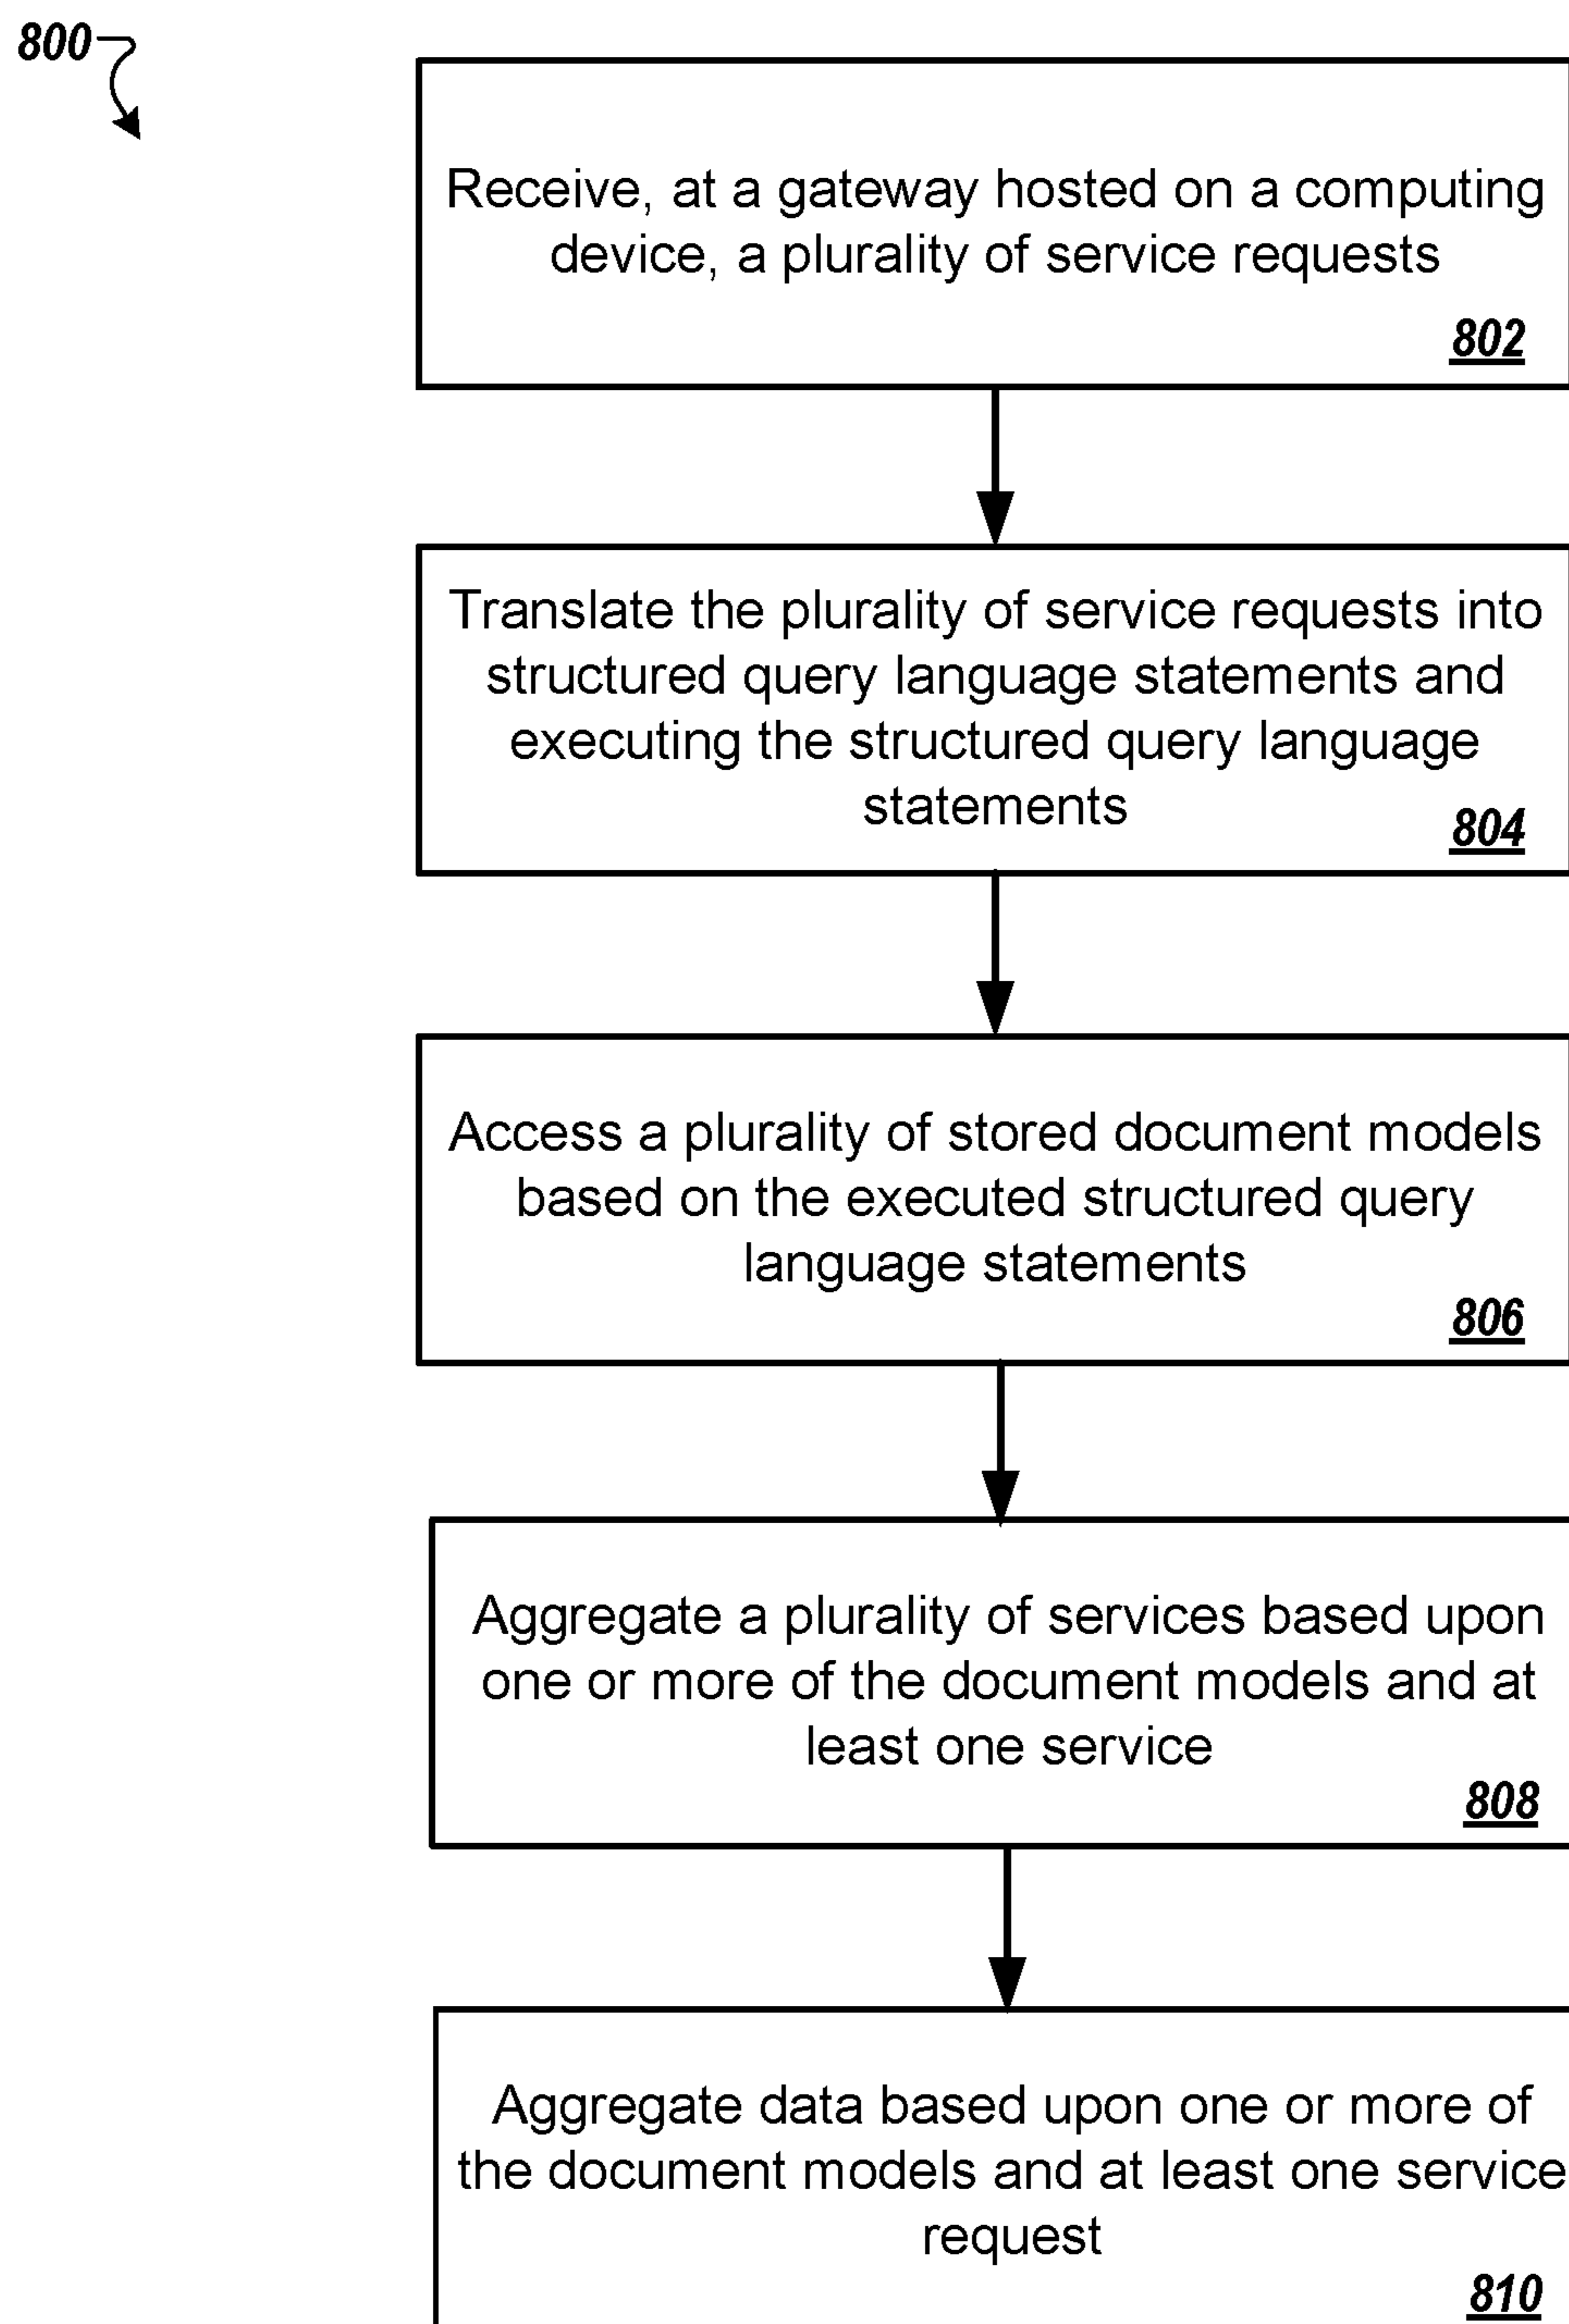 800
Receive, at a gateway hosted on a computing
device, a plurality of service requests
802
Translate the plurality of service requests into
structured query language statements and
executing the structured query language
statements
804
Access a plurality of stored document models
based on the executed structured query
language statements
806
Aggregate a plurality of services based upon
one or more of the document models and at
least one service
808
Aggregate data based upon one or more of
the document models and at least one service
request
810